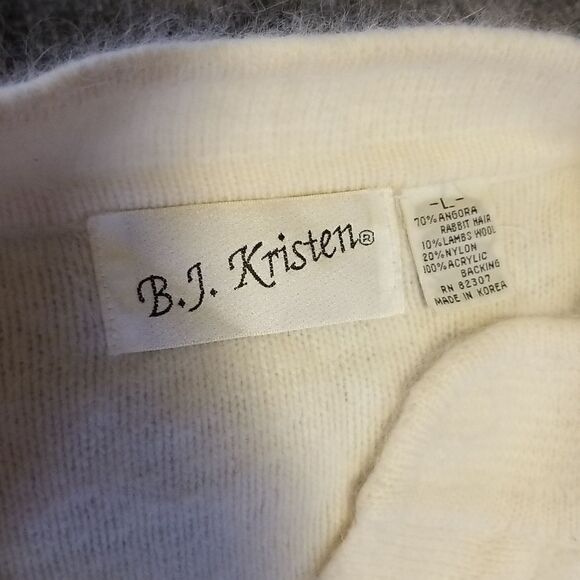 B.J. Kristen®
-L-
70% ANGORA
RABBIT HAIR
10% LAMBS WOOL
20% NYLON
100% ACRYLIC
BACKING
RN 82307
MADE IN KOREA